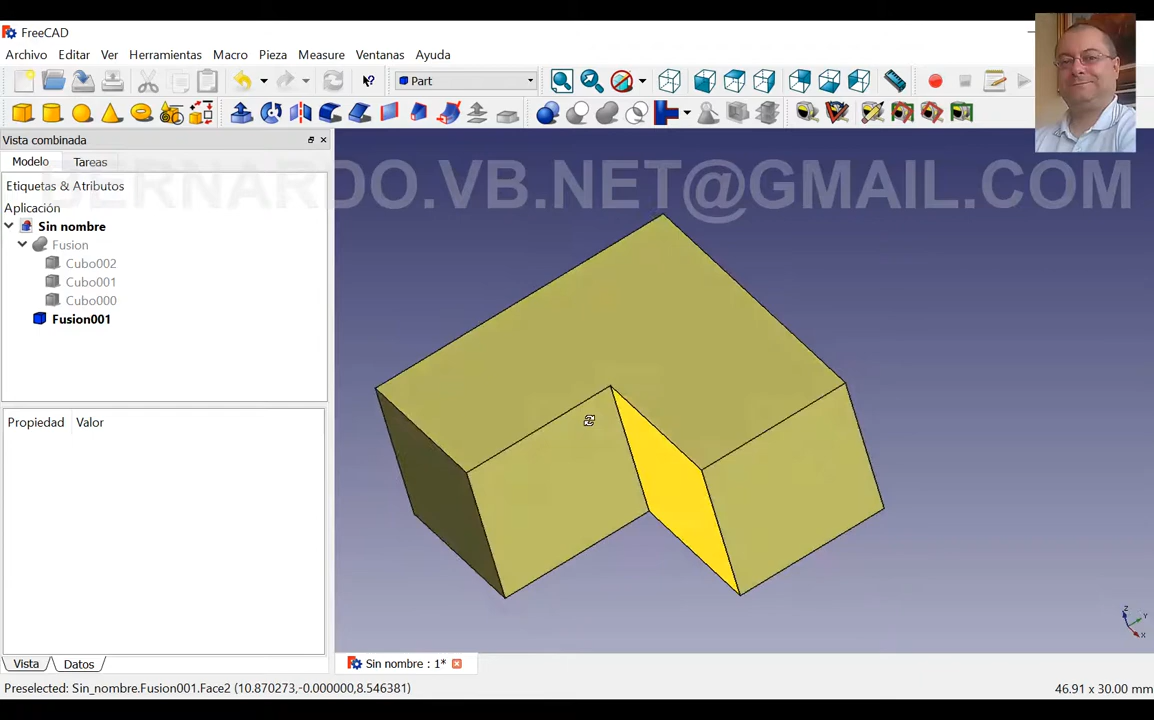 FreeCAD
Archivo Editar Ver Herramientas Macro Pieza Measure Ventanas Ayuda
Part
Vista combinada
Modelo Tareas
BERNARDO.VB.NET@GMAIL.COM
Etiquetas & Atributos
Aplicación
Sin nombre
Fusion
Cubo002
Cubo001
Cubo000
Fusion001
Propiedad Valor
Z
Y
X
Vista Datos
Sin nombre : 1*
Preselected: Sin_nombre.Fusion001.Face2 (10.870273,-0.000000,8.546381)
46.91 x 30.00 mm